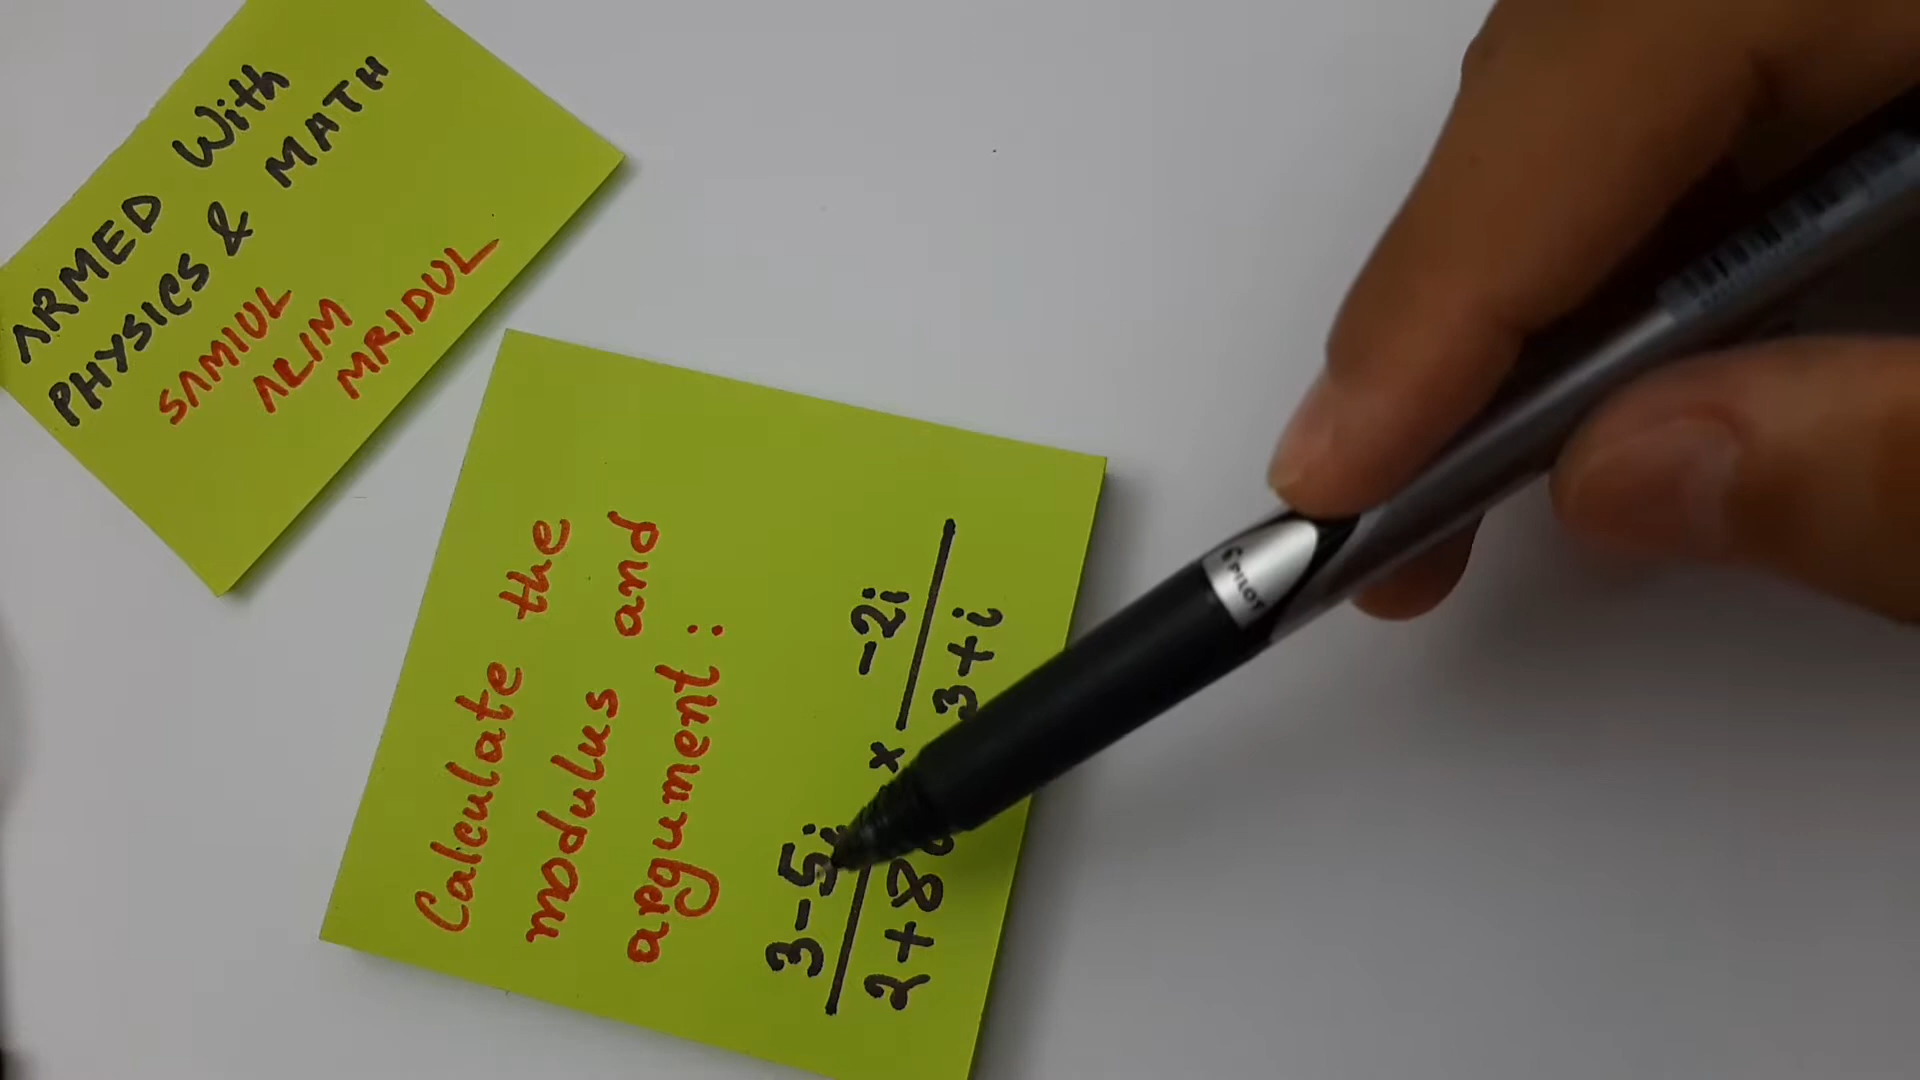 ARMED With
PHYSICS & MATH
SAMIUL
ALIM
MRIDUL
Calculate the
modulus and
argument:
3-5i × -2i
2+8i 3+i
PILOT